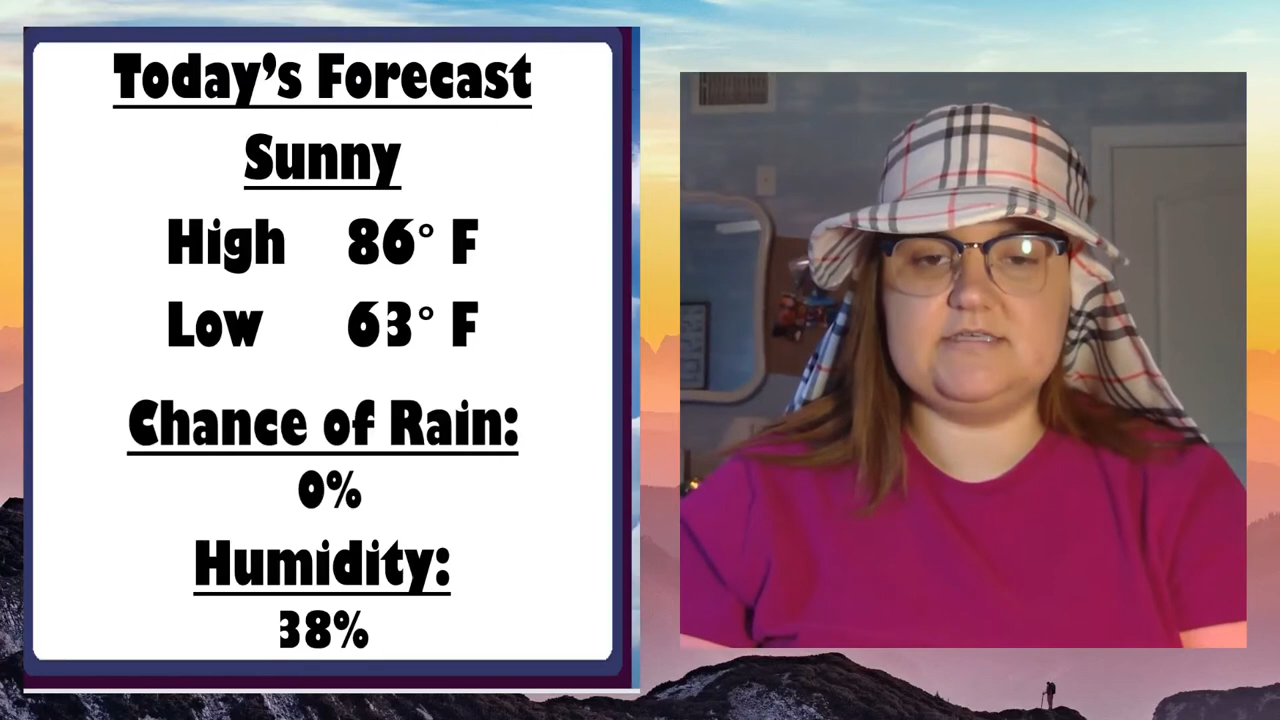 Today's Forecast
Sunny
High 86° F
Low 63° F
Chance of Rain:
0%
Humidity:
38%